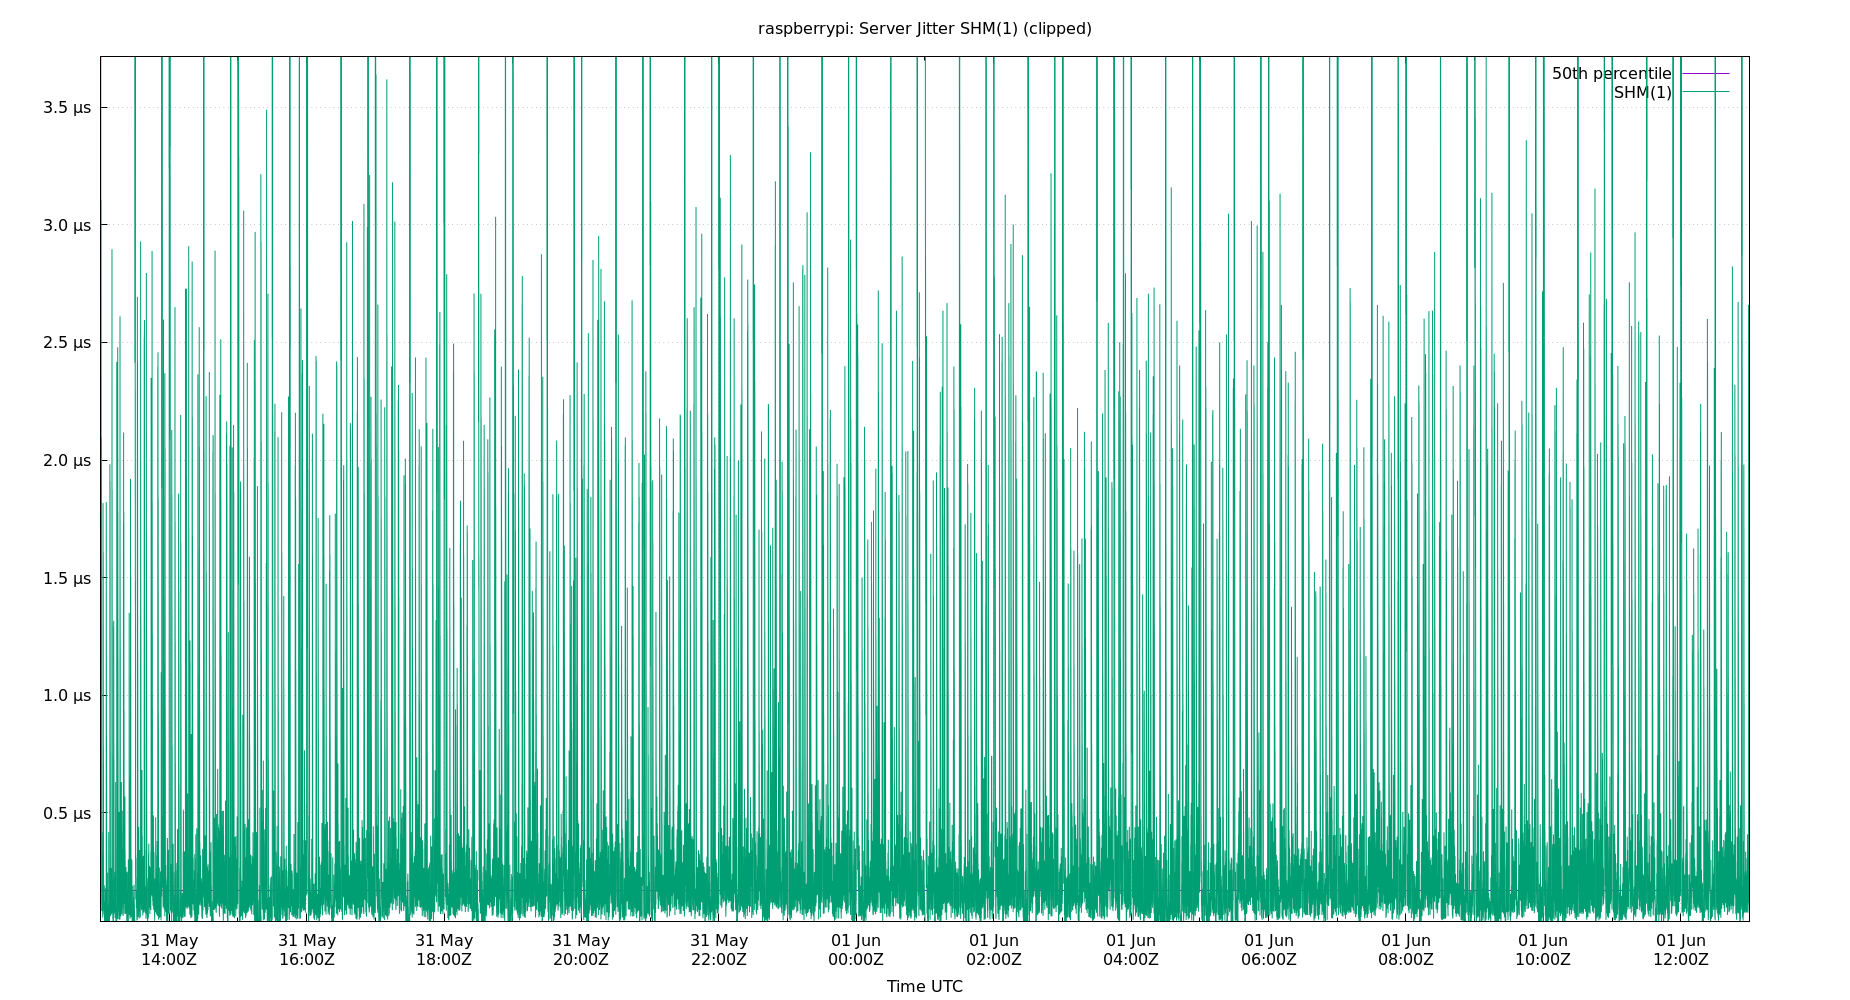 raspberrypi: Server Jitter SHM(1) (clipped)
50th percentile
SHM(1)
3.5 µs
3.0 µs
2.5 µs
2.0 µs
1.5 µs
1.0 µs
0.5 µs
31 May 31 May 31 May 31 May 31 May 01 Jun 01 Jun 01 Jun 01 Jun 01 Jun 01 Jun 01 Jun
14:00Z 16:00Z 18:00Z 20:00Z 22:00Z 00:00Z 02:00Z 04:00Z 06:00Z 08:00Z 10:00Z 12:00Z
Time UTC